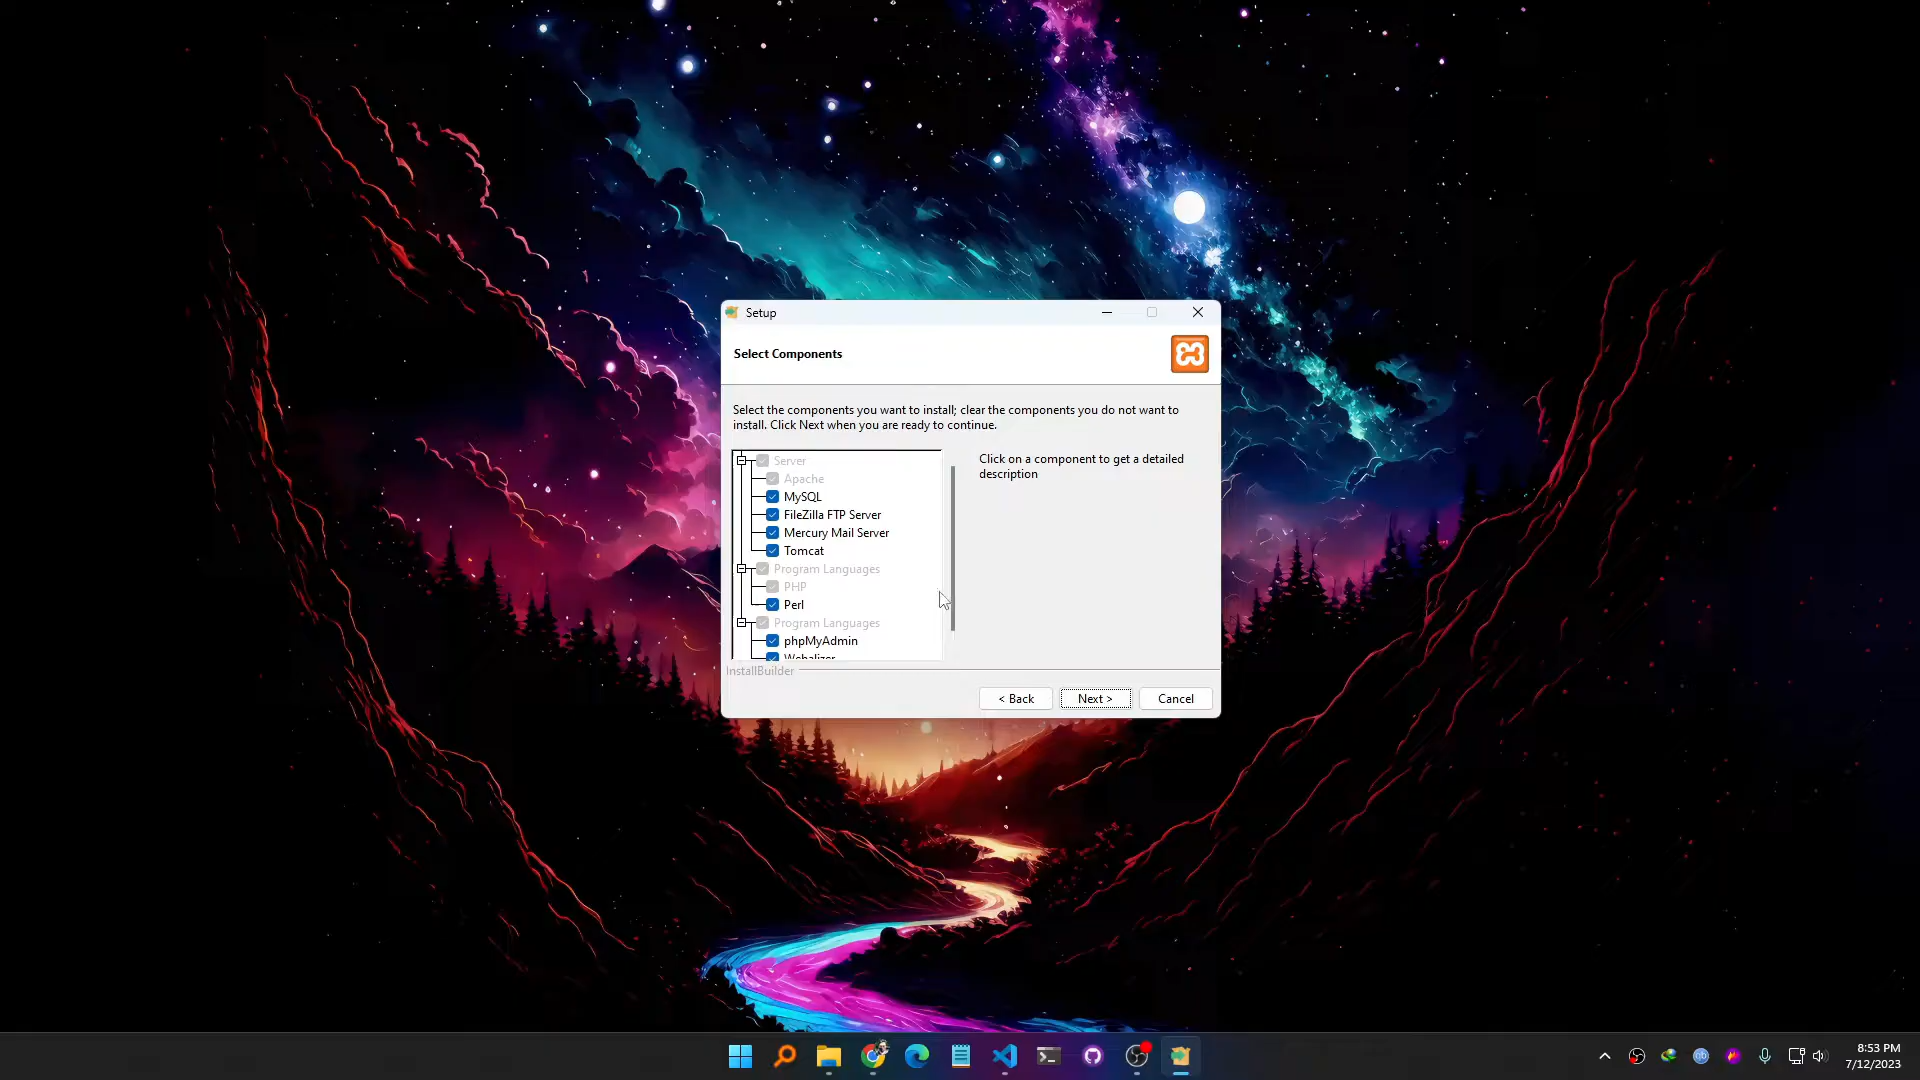 Setup
Select Components
Select the components you want to install; clear the components you do not want to
install. Click Next when you are ready to continue.
Server
Apache
MySQL
FileZilla FTP Server
Mercury Mail Server
Tomcat
Program Languages
PHP
Perl
Program Languages
phpMyAdmin
Webalizer
Click on a component to get a detailed
description
InstallBuilder
< Back
Next >
Cancel
8:53 PM
7/12/2023